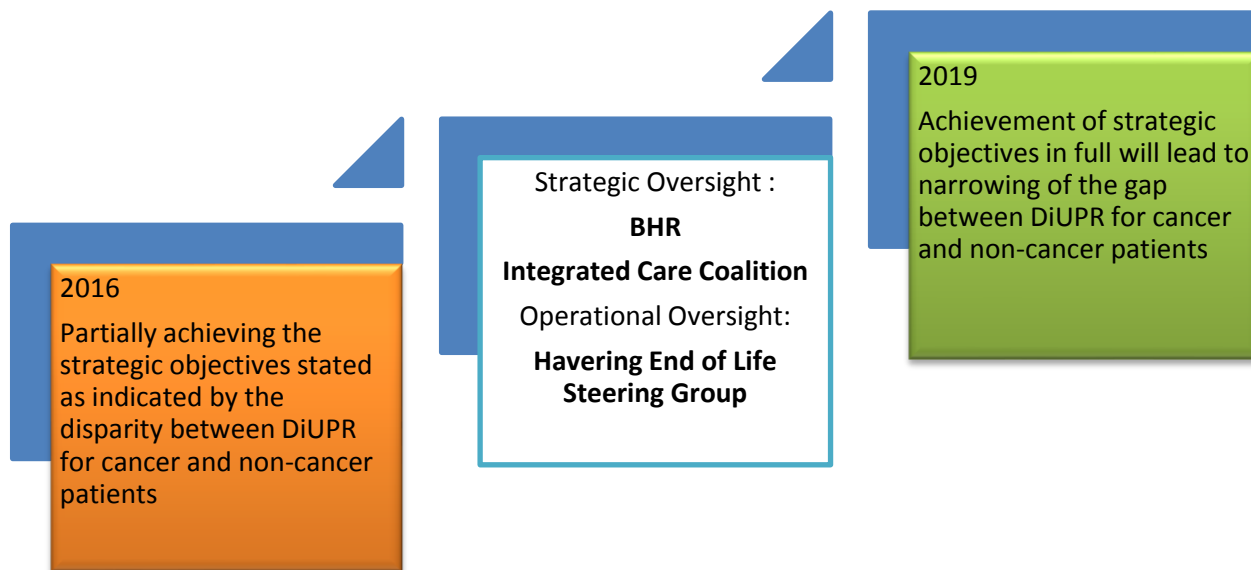 2016
Partially achieving the
strategic objectives stated
as indicated by the
disparity between DiUPR
for cancer and non-cancer
patients
Strategic Oversight :
BHR
Integrated Care Coalition
Operational Oversight:
Havering End of Life
Steering Group
2019
Achievement of strategic
objectives in full will lead to
narrowing of the gap
between DiUPR for cancer
and non-cancer patients